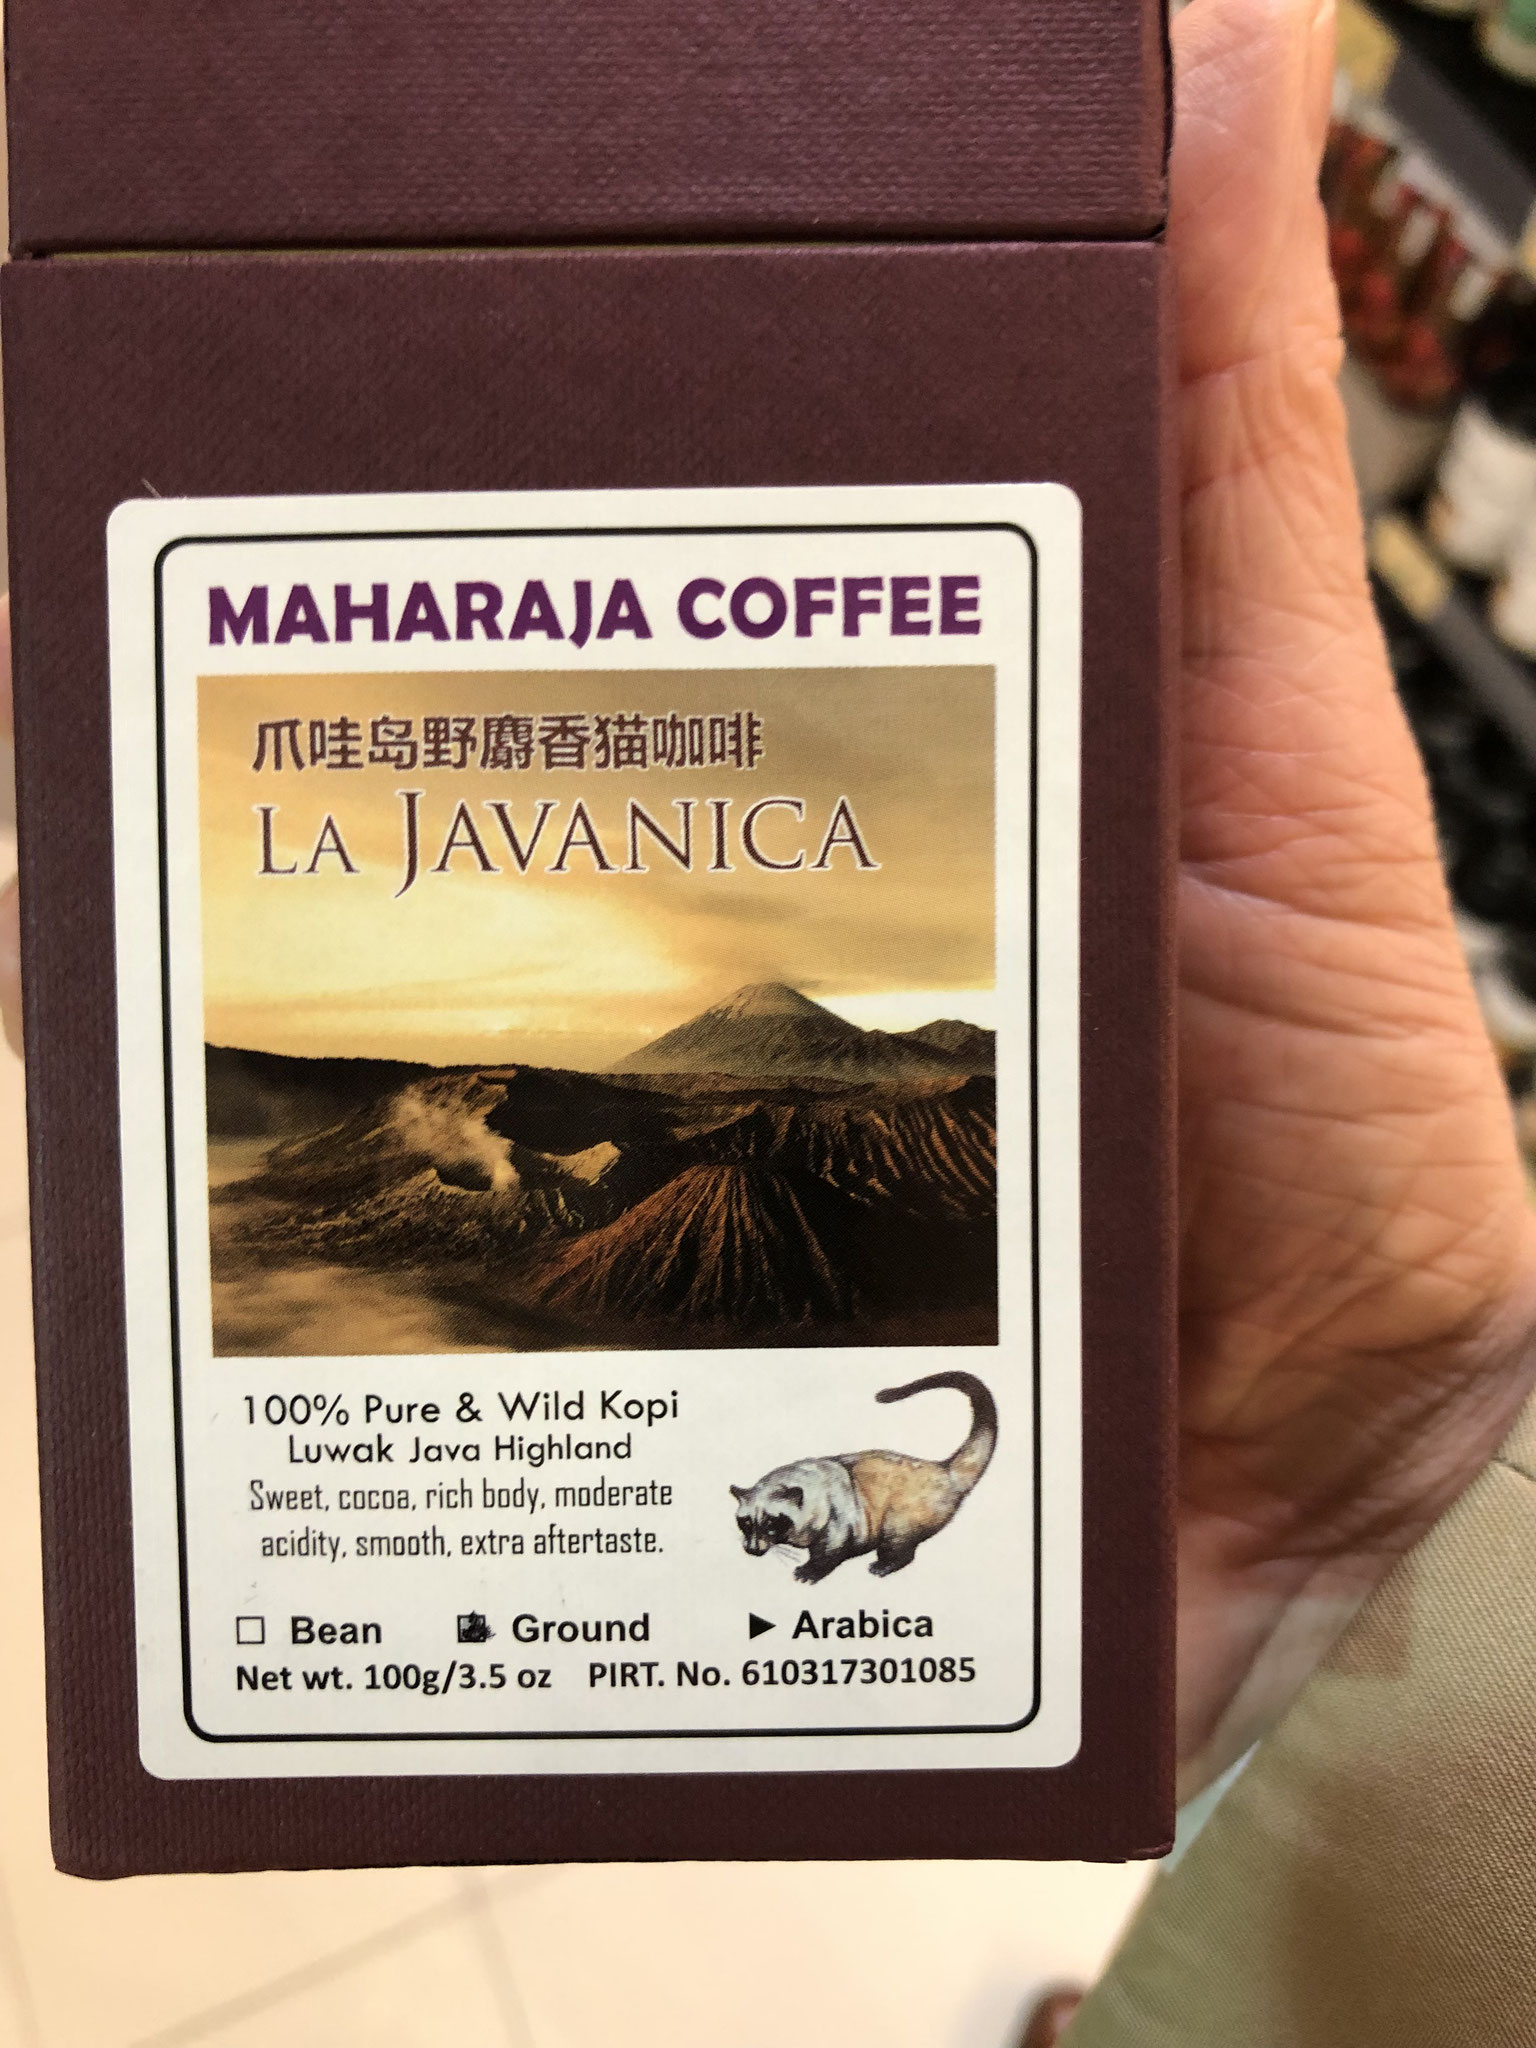 MAHARAJA COFFEE
爪哇岛野麝香猫咖啡
LA JAVANICA
100% Pure & Wild Kopi
Luwak Java Highland
Sweet, cocoa, rich body, moderate
acidity, smooth, extra aftertaste.
Bean Ground Arabica
Net wt. 100g/3.5 oz PIRT. No. 610317301085